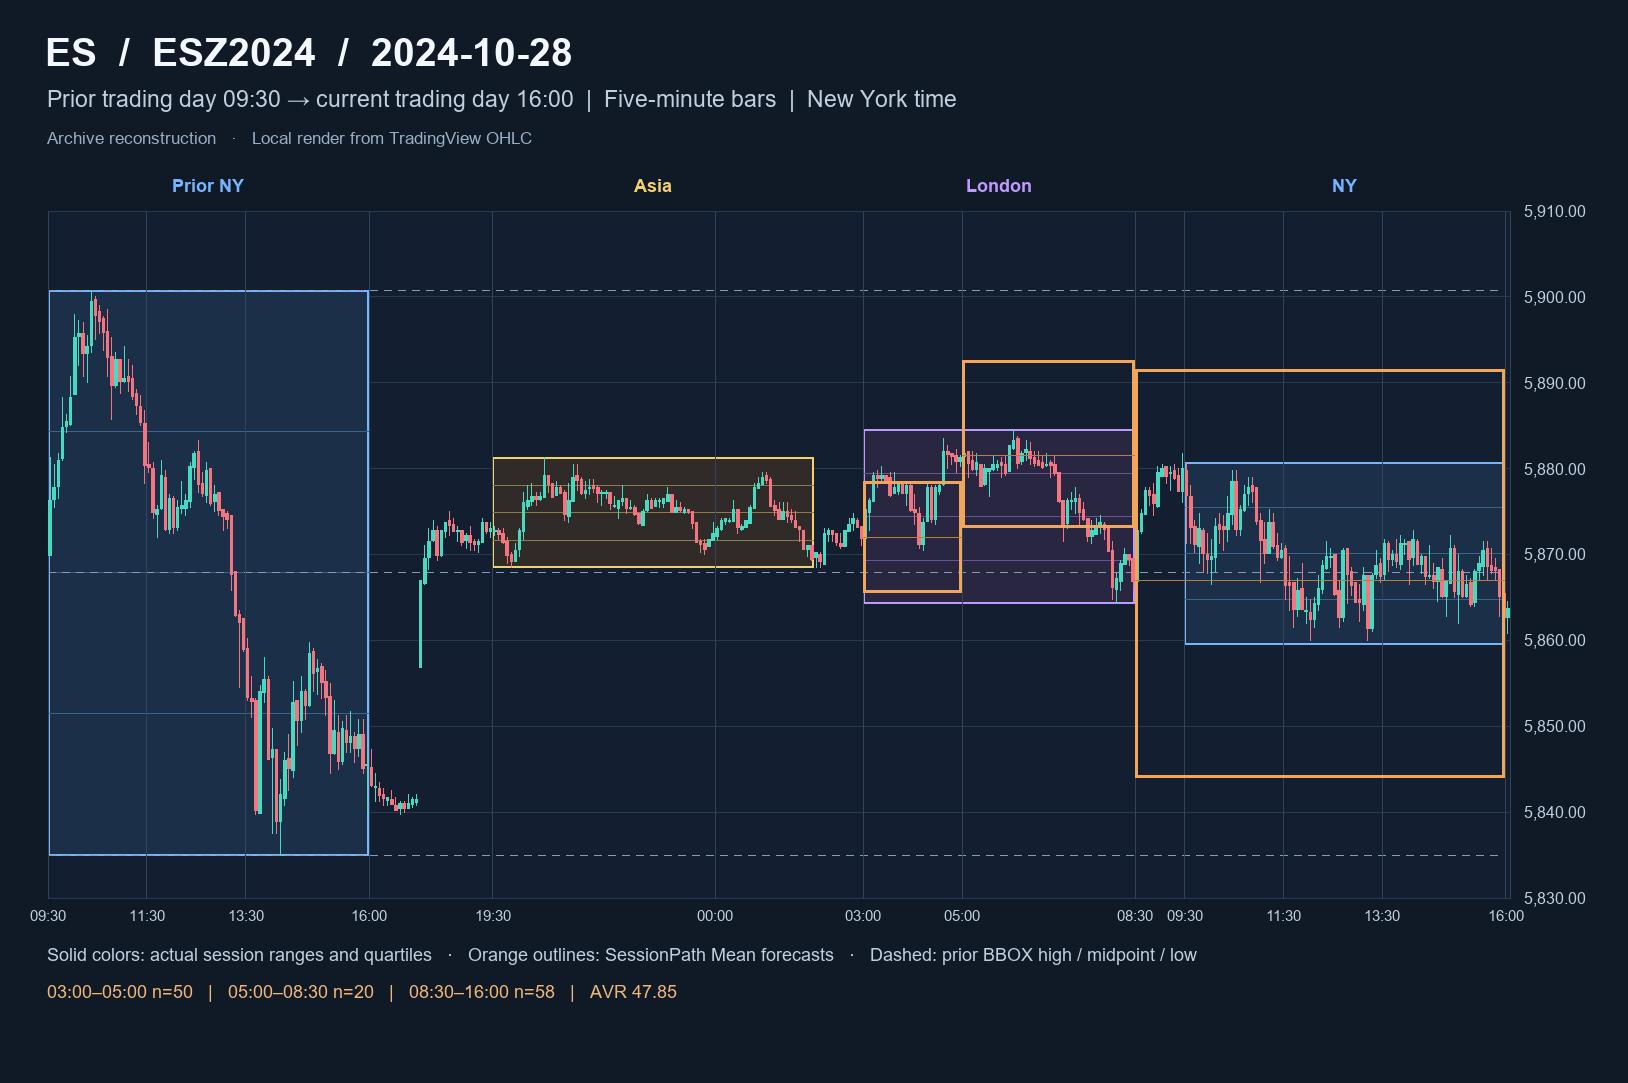 ES / ESZ2024 / 2024-10-28
Prior trading day 09:30 → current trading day 16:00 | Five-minute bars | New York time
Archive reconstruction · Local render from TradingView OHLC
Prior NY Asia London NY
5,910.00
5,900.00
5,890.00
5,880.00
5,870.00
5,860.00
5,850.00
5,840.00
5,830.00
09:30 11:30 13:30 16:00 19:30 00:00 03:00 05:00 08:30 09:30 11:30 13:30 16:00
Solid colors: actual session ranges and quartiles · Orange outlines: SessionPath Mean forecasts · Dashed: prior BBOX high / midpoint / low
03:00–05:00 n=50 | 05:00–08:30 n=20 | 08:30–16:00 n=58 | AVR 47.85